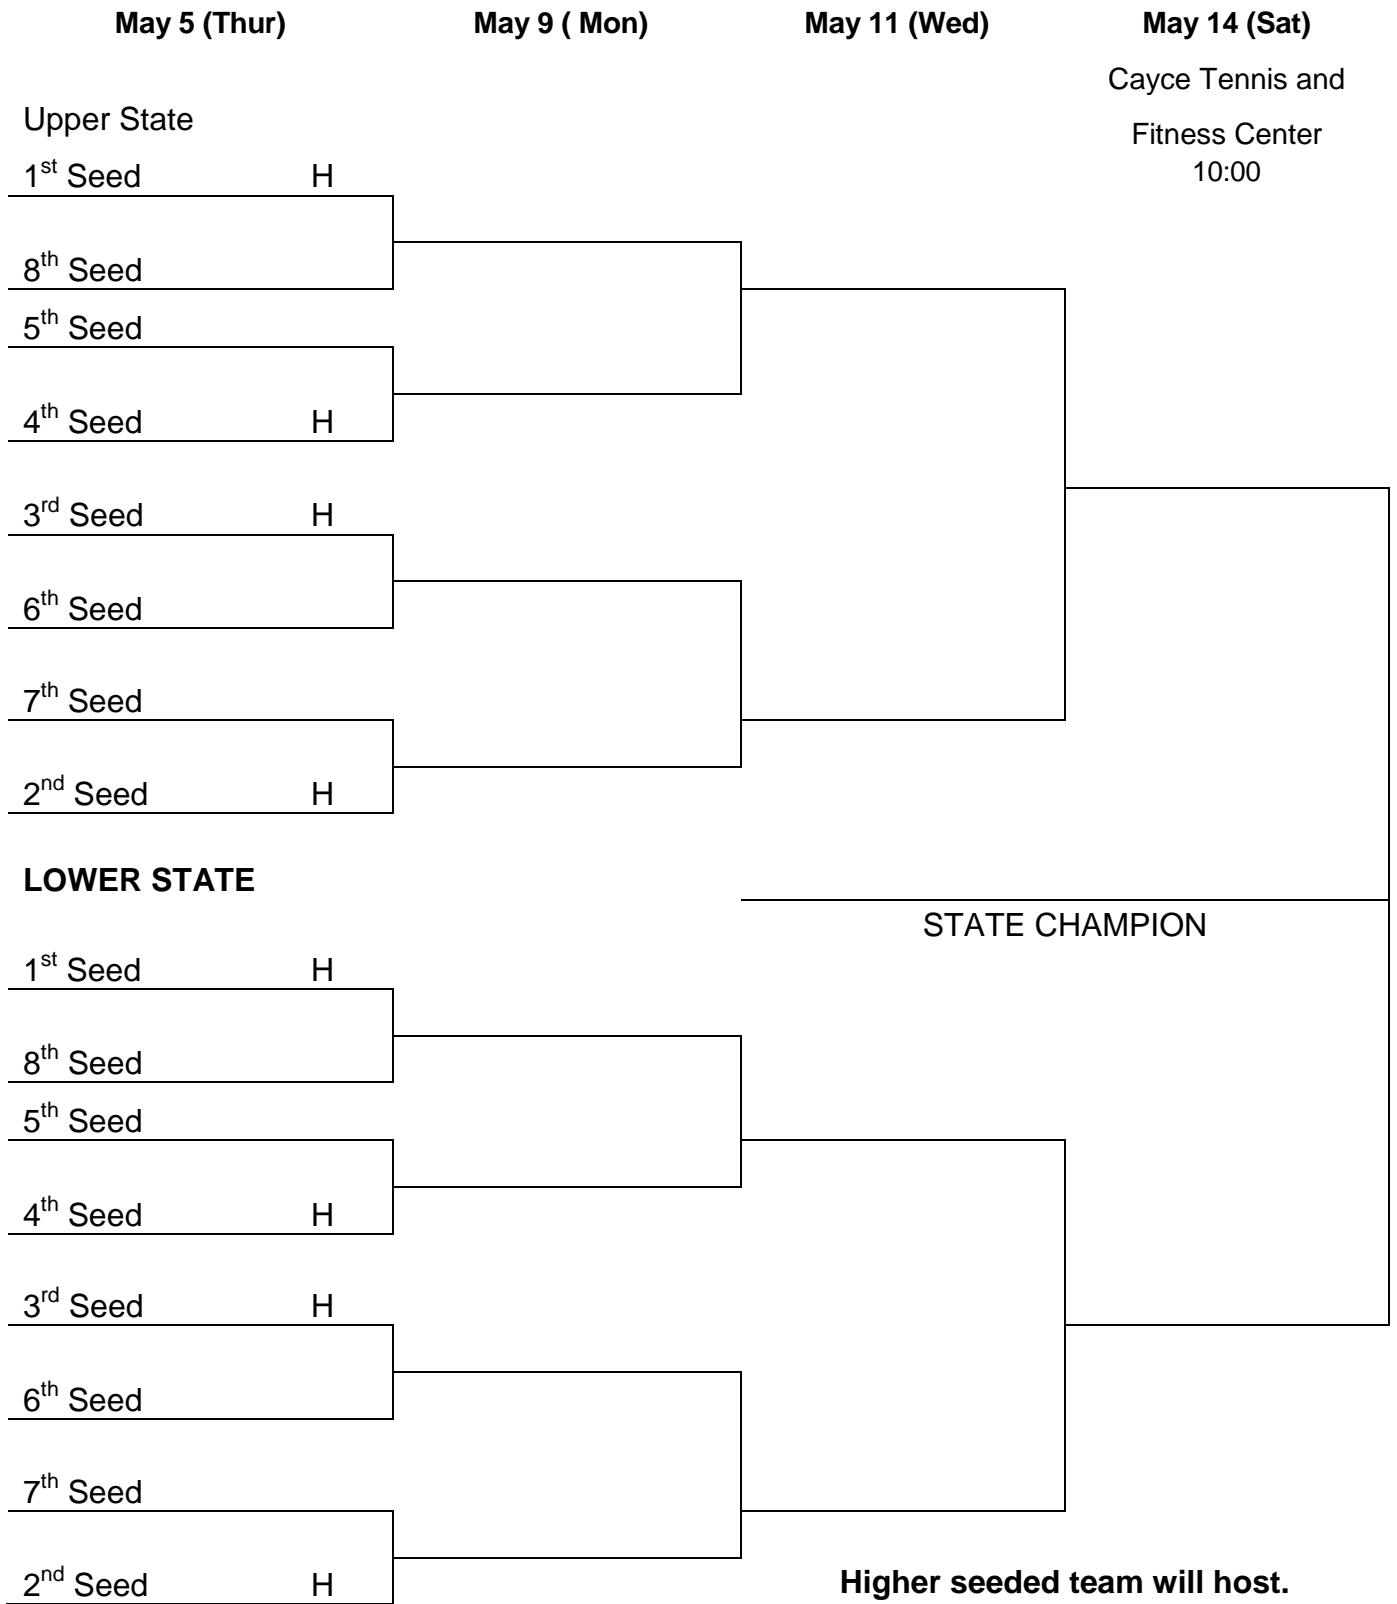 May 5 (Thur) May 9 ( Mon) May 11 (Wed) May 14 (Sat)
Cayce Tennis and
Upper State
Fitness Center
1st Seed H
10:00
8th Seed
5th Seed
4th Seed H
3rd Seed H
6th Seed
7th Seed
2nd Seed H
LOWER STATE
STATE CHAMPION
1st Seed H
8th Seed
5th Seed
4th Seed H
3rd Seed H
6th Seed
7th Seed
2nd Seed H
Higher seeded team will host.